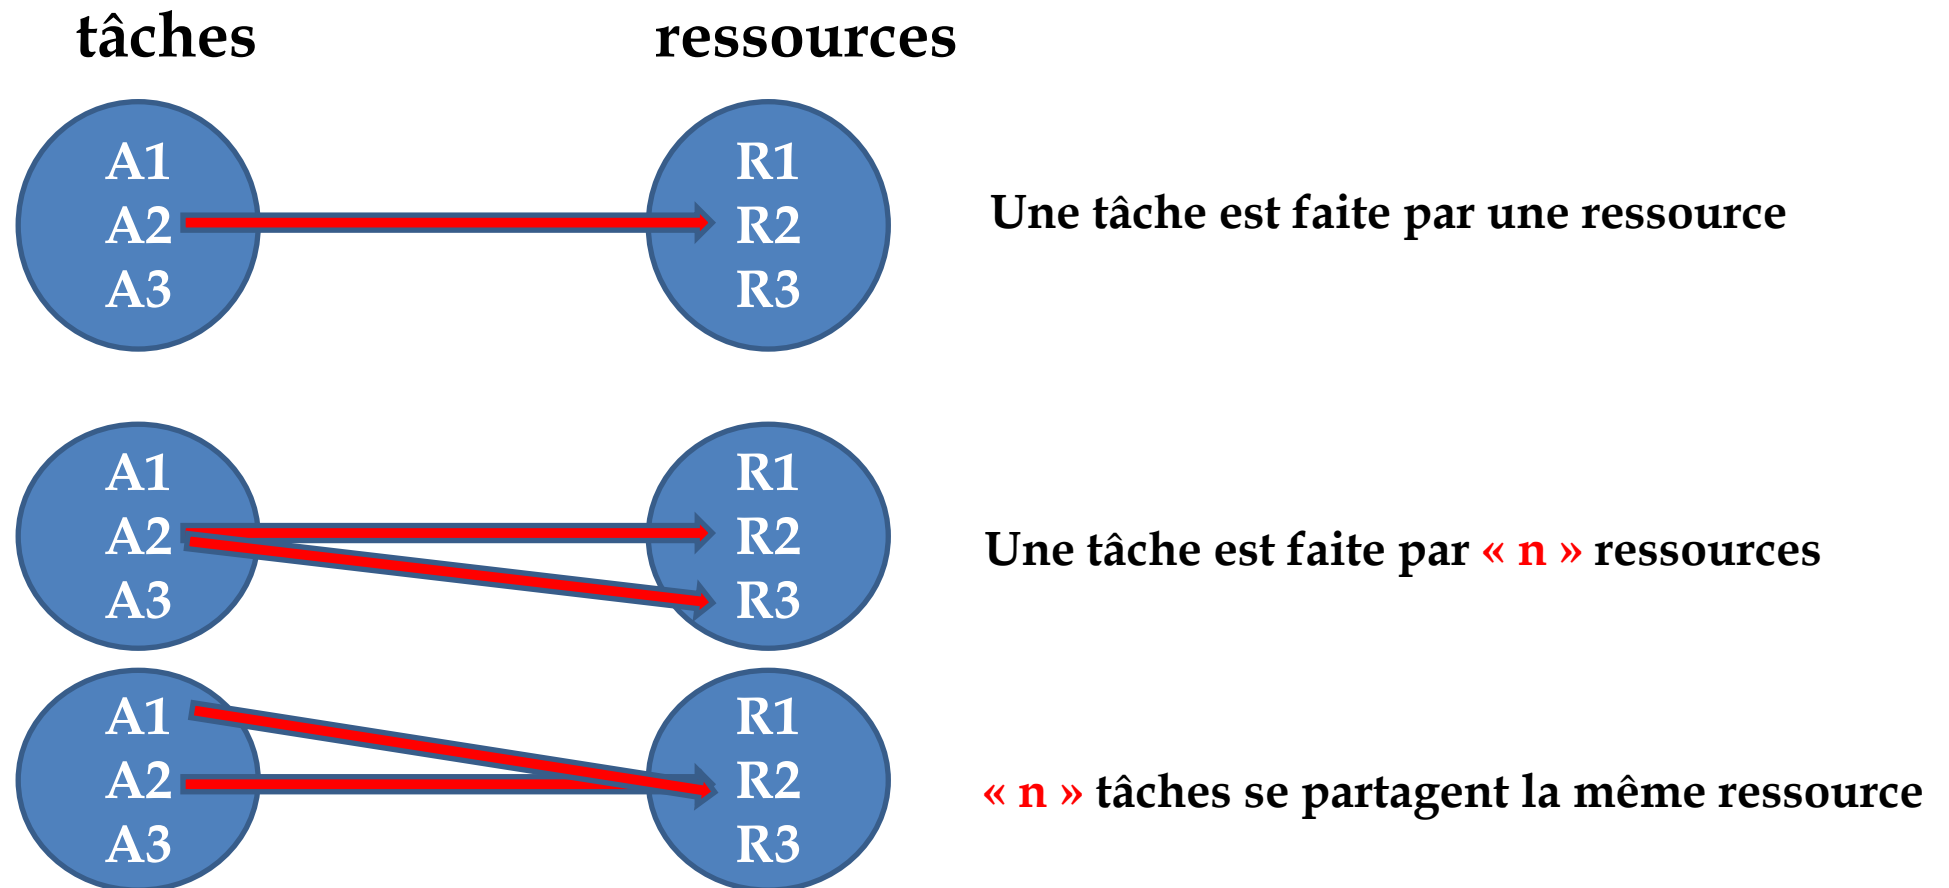 tâches
ressources
A1
A2
A3
R1
R2
R3
Une tâche est faite par une ressource
A1
A2
A3
R1
R2
R3
Une tâche est faite par « n » ressources
A1
A2
A3
R1
R2
R3
« n » tâches se partagent la même ressource